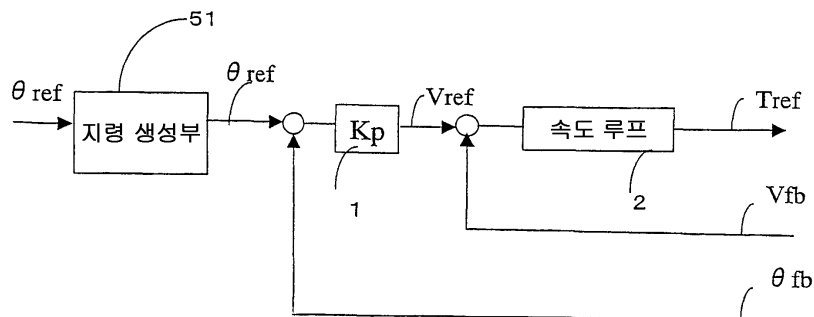 51
θ ref
θ ref
Vref
Tref
지령 생성부
Kp
속도 루프
1
2
Vfb
θ fb